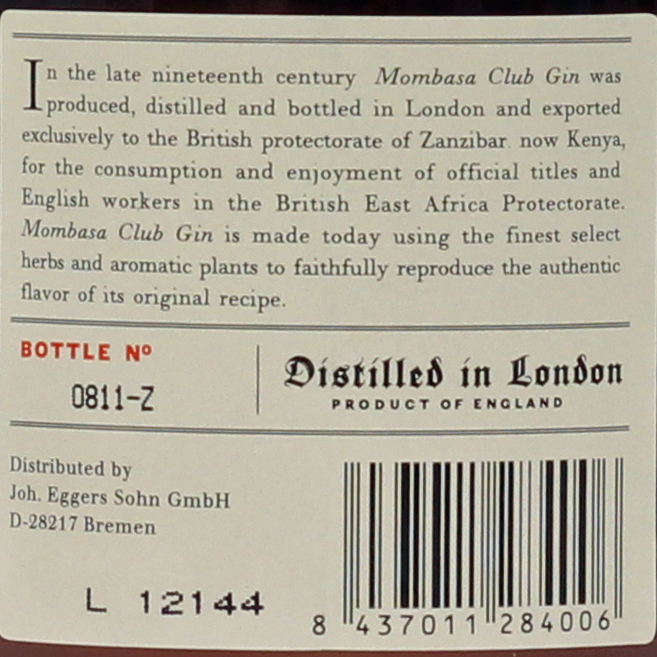 In the late nineteenth century Mombasa Club Gin was
produced, distilled and bottled in London and exported
exclusively to the British protectorate of Zanzibar. now Kenya,
for the consumption and enjoyment of official titles and
English workers in the British East Africa Protectorate.
Mombasa Club Gin is made today using the finest select
herbs and aromatic plants to faithfully reproduce the authentic
flavor of its original recipe.
BOTTLE Nº
0811-Z
Distilled in London
PRODUCT OF ENGLAND
Distributed by
Joh. Eggers Sohn GmbH
D-28217 Bremen
L 12144
8 437011 284006